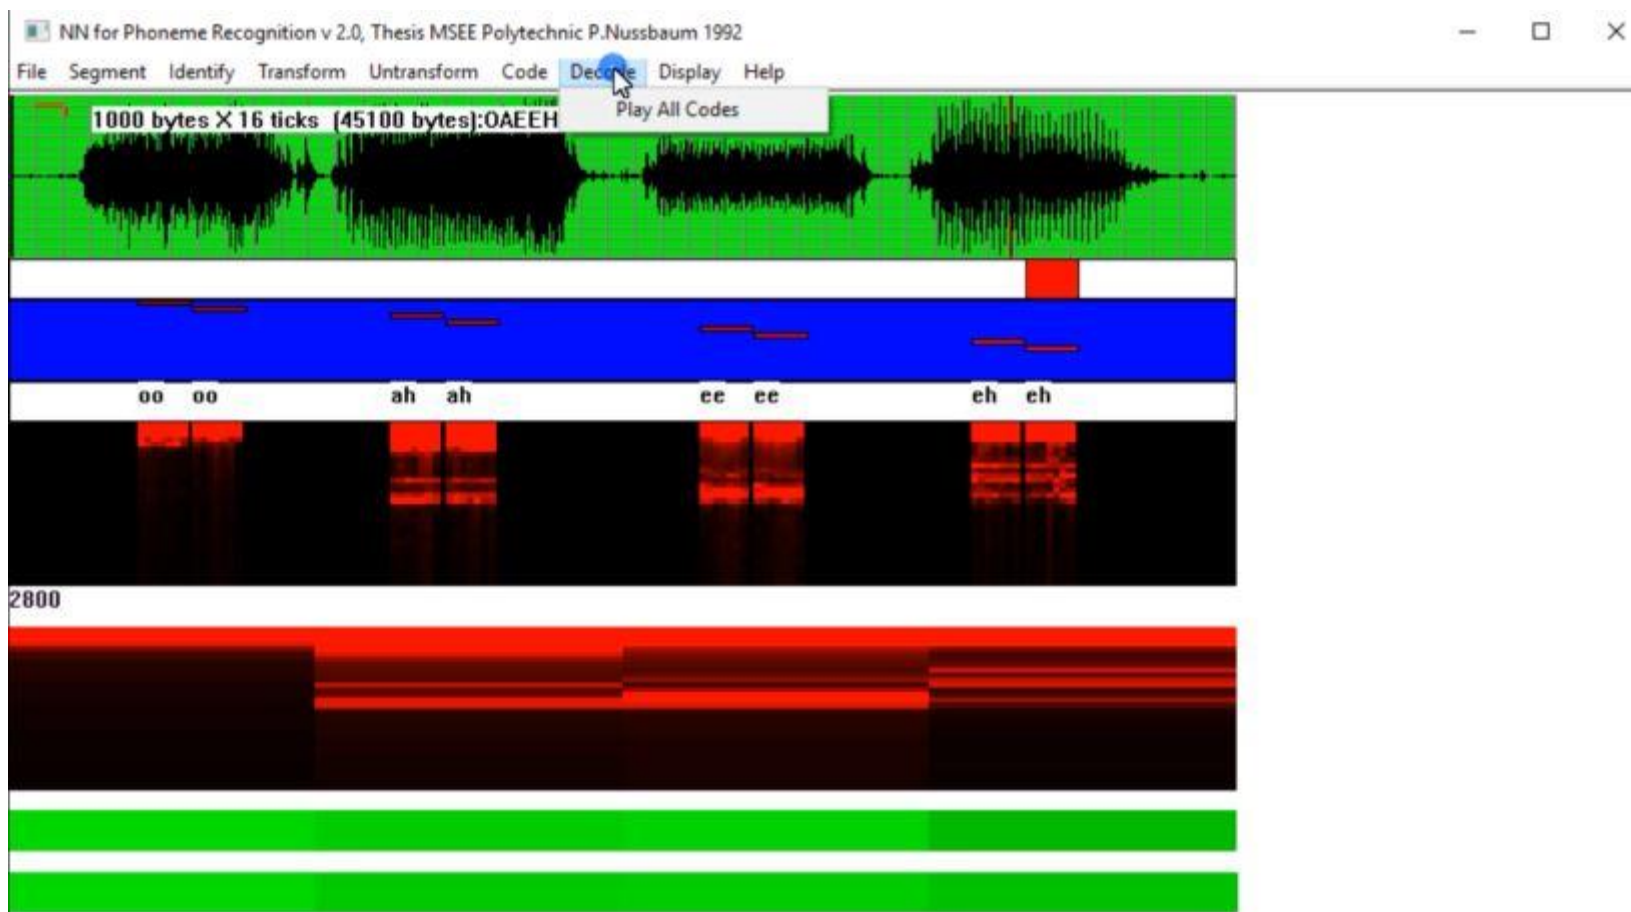 NN for Phoneme Recognition v 2.0, Thesis MSEE Polytechnic P.Nussbaum 1992
File Segment Identify Transform Untransform Code Decode Display Help
Play All Codes
1000 bytes X 16 ticks (45100 bytes):OAEEH
oo oo ah ah ee ee eh eh
2800